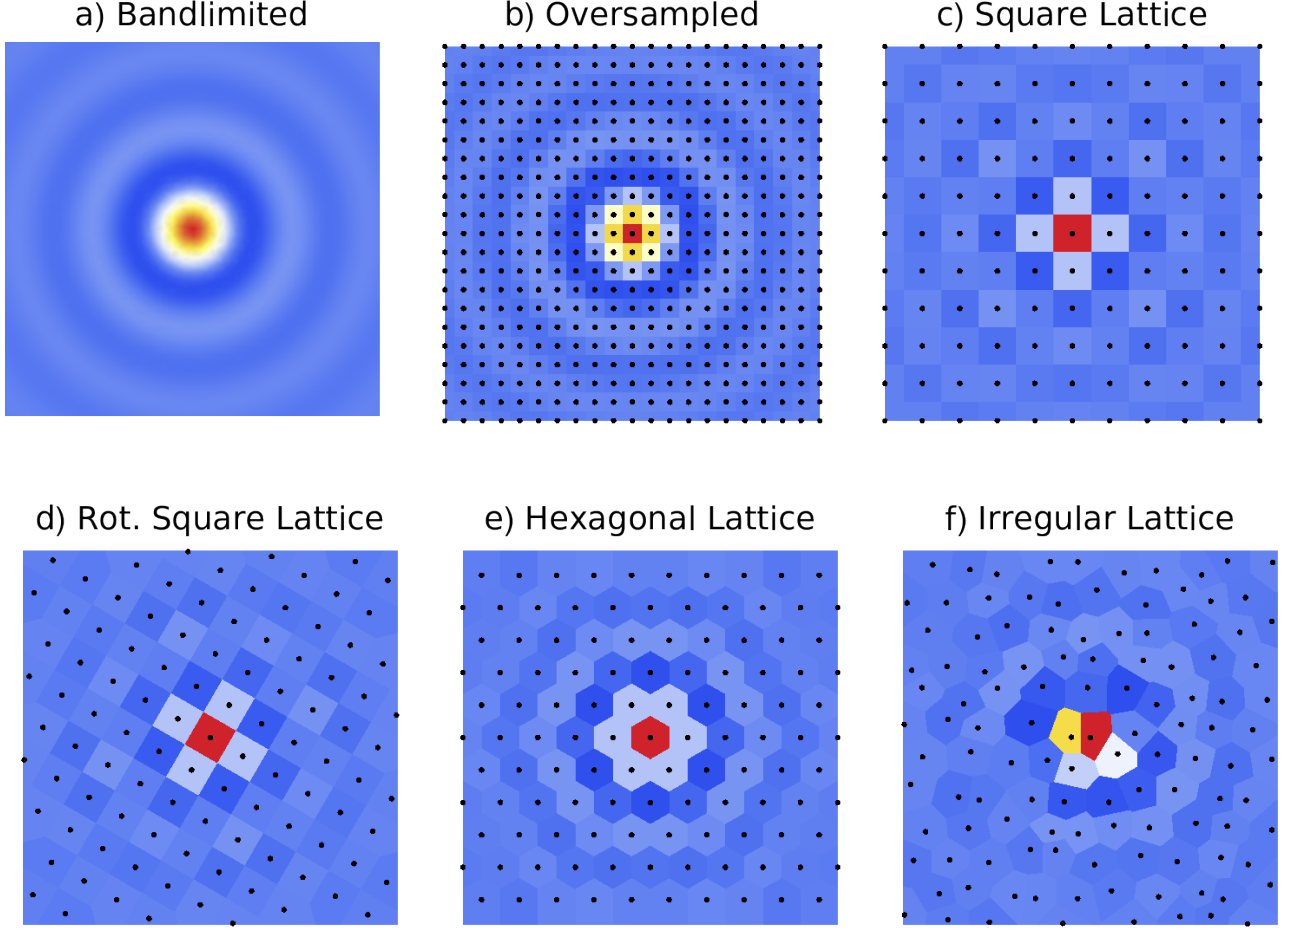 a) Bandlimited
b) Oversampled
c) Square Lattice
d) Rot. Square Lattice
e) Hexagonal Lattice
f) Irregular Lattice